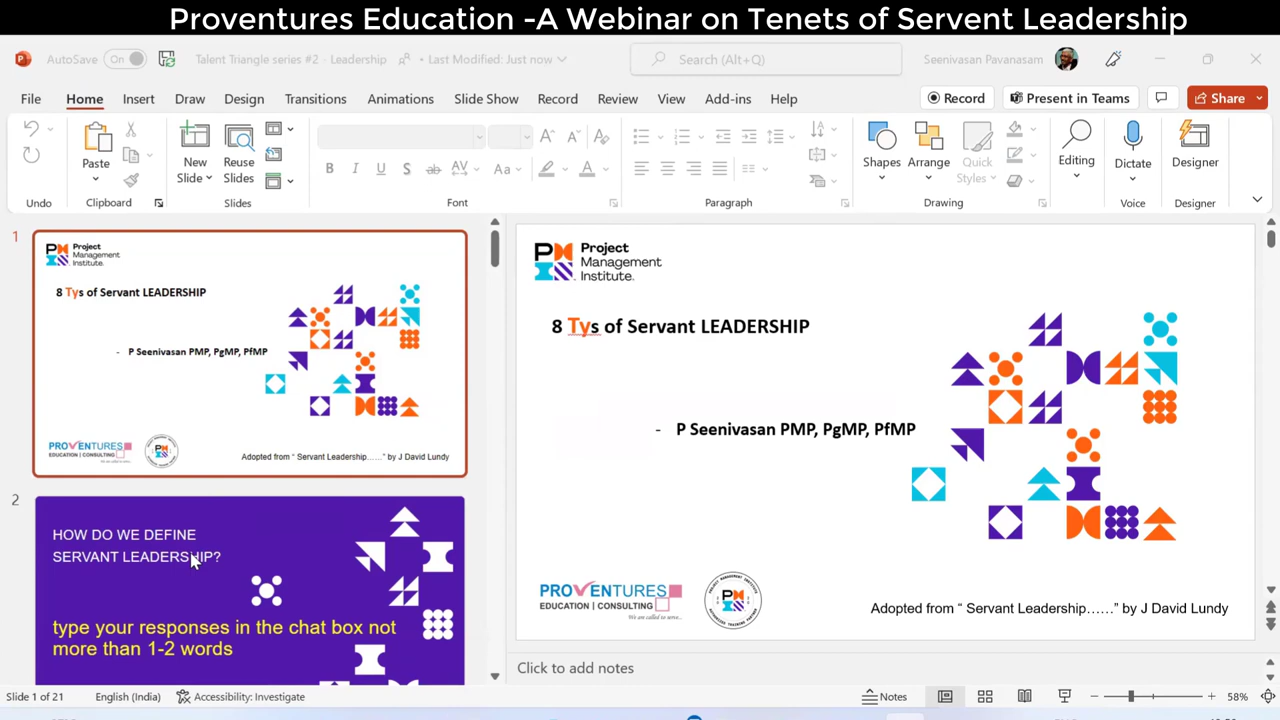 Proventures Education -A Webinar on Tenets of Servent Leadership
AutoSave On
Talent Triangle series #2 - Leadership • Last Modified: Just now
Search (Alt+Q)
Seenivasan Pavanasam
File Home Insert Draw Design Transitions Animations Slide Show Record Review View Add-ins Help
Record Present in Teams Share
Paste New Slide Reuse Slides Shapes Arrange Quick Styles Editing Dictate Designer
Undo Clipboard Slides Font Paragraph Drawing Voice Designer
1
Project
Management
Institute.
8 Tys of Servant LEADERSHIP
- P Seenivasan PMP, PgMP, PfMP
PROVENTURES
EDUCATION | CONSULTING
Adopted from “ Servant Leadership……” by J David Lundy
2
HOW DO WE DEFINE
SERVANT LEADERSHIP?
type your responses in the chat box not
more than 1-2 words
Project
Management
Institute.
8 Tys of Servant LEADERSHIP
- P Seenivasan PMP, PgMP, PfMP
PROVENTURES
EDUCATION | CONSULTING
We are called to serve...
Adopted from “ Servant Leadership……” by J David Lundy
Click to add notes
Slide 1 of 21 English (India) Accessibility: Investigate Notes 58%